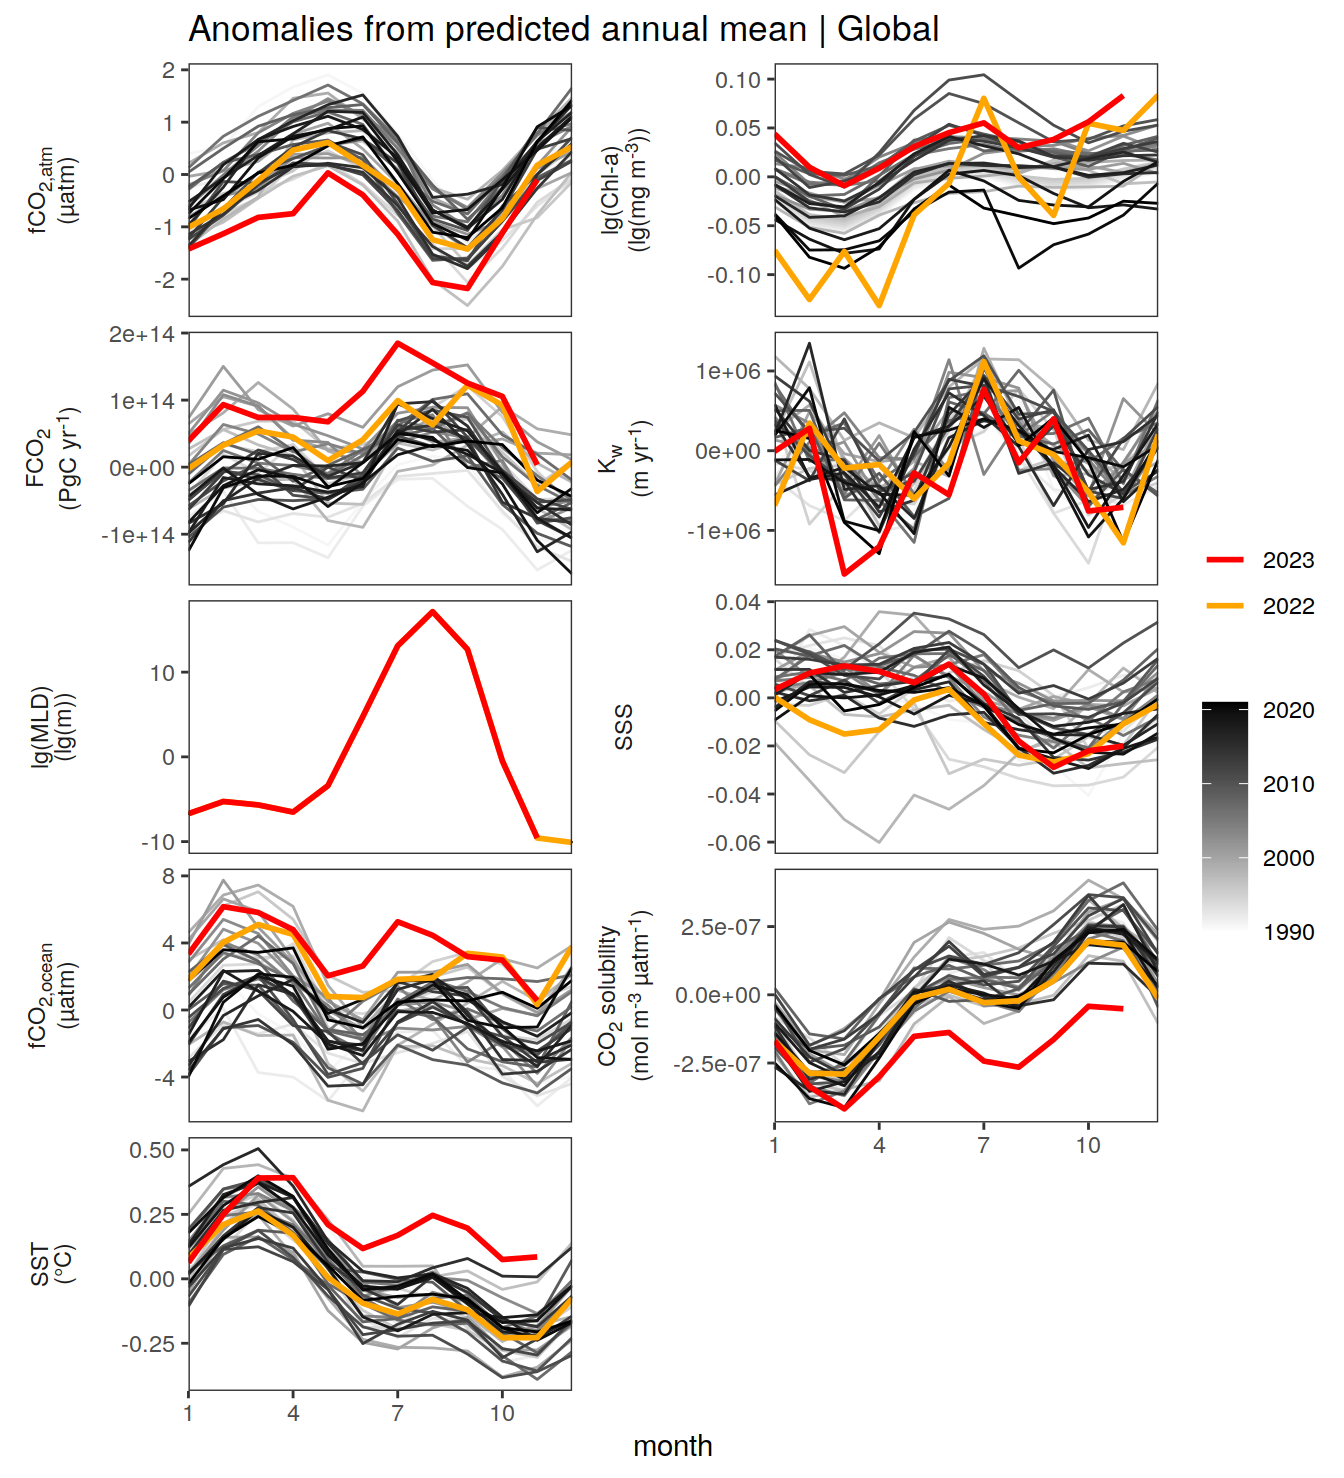 Anomalies from predicted annual mean | Global
fCO2,atm
(µatm)
2
1
0
-1
-2
lg(Chl-a)
(lg(mg m-3))
0.10
0.05
0.00
-0.05
-0.10
FCO2
(PgC yr-1)
2e+14
1e+14
0e+00
-1e+14
Kw
(m yr-1)
1e+06
0e+00
-1e+06
lg(MLD)
(lg(m))
10
0
-10
SSS
0.04
0.02
0.00
-0.02
-0.04
-0.06
fCO2,ocean
(µatm)
8
4
0
-4
CO2 solubility
(mol m-3 µatm-1)
2.5e-07
0.0e+00
-2.5e-07
1 4 7 10
SST
(°C)
0.50
0.25
0.00
-0.25
1 4 7 10
month
2023
2022
2020
2010
2000
1990